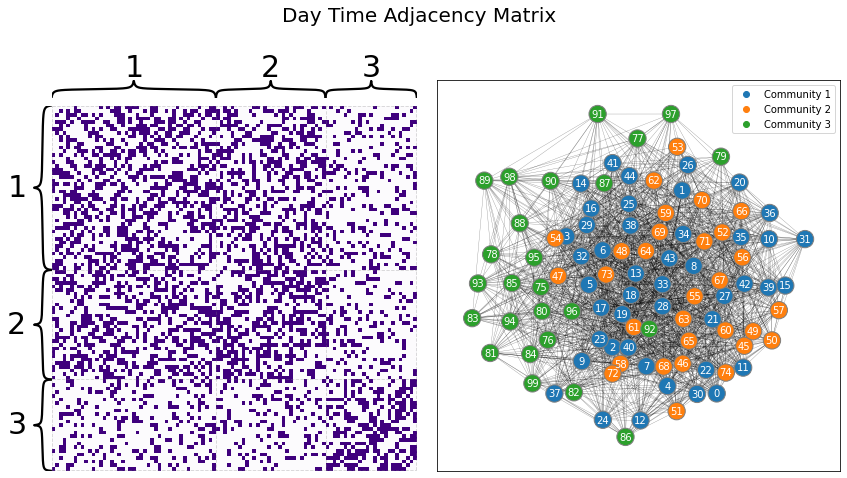 Day Time Adjacency Matrix
1 2 3
1
2
3
Community 1
Community 2
Community 3
91 97
77
53
79
41 26
44
89 98 90 14 87 62 20
1
70
16 25 59 66 36
88 29 38
54 3 69 34 71 52 35 10 31
78 95 32 6 48 64 43 56
8
47 73 13
93 85 75 5 33 67 42 39 15
18 55 27
83 94 80 96 17 19 28 57
61 92 63 21
76 23 60 49
81 84 2 40 65 45 50
9 58 7 68 46
72 22 74 11
99 37 82 4 30 0
24 12 51
86